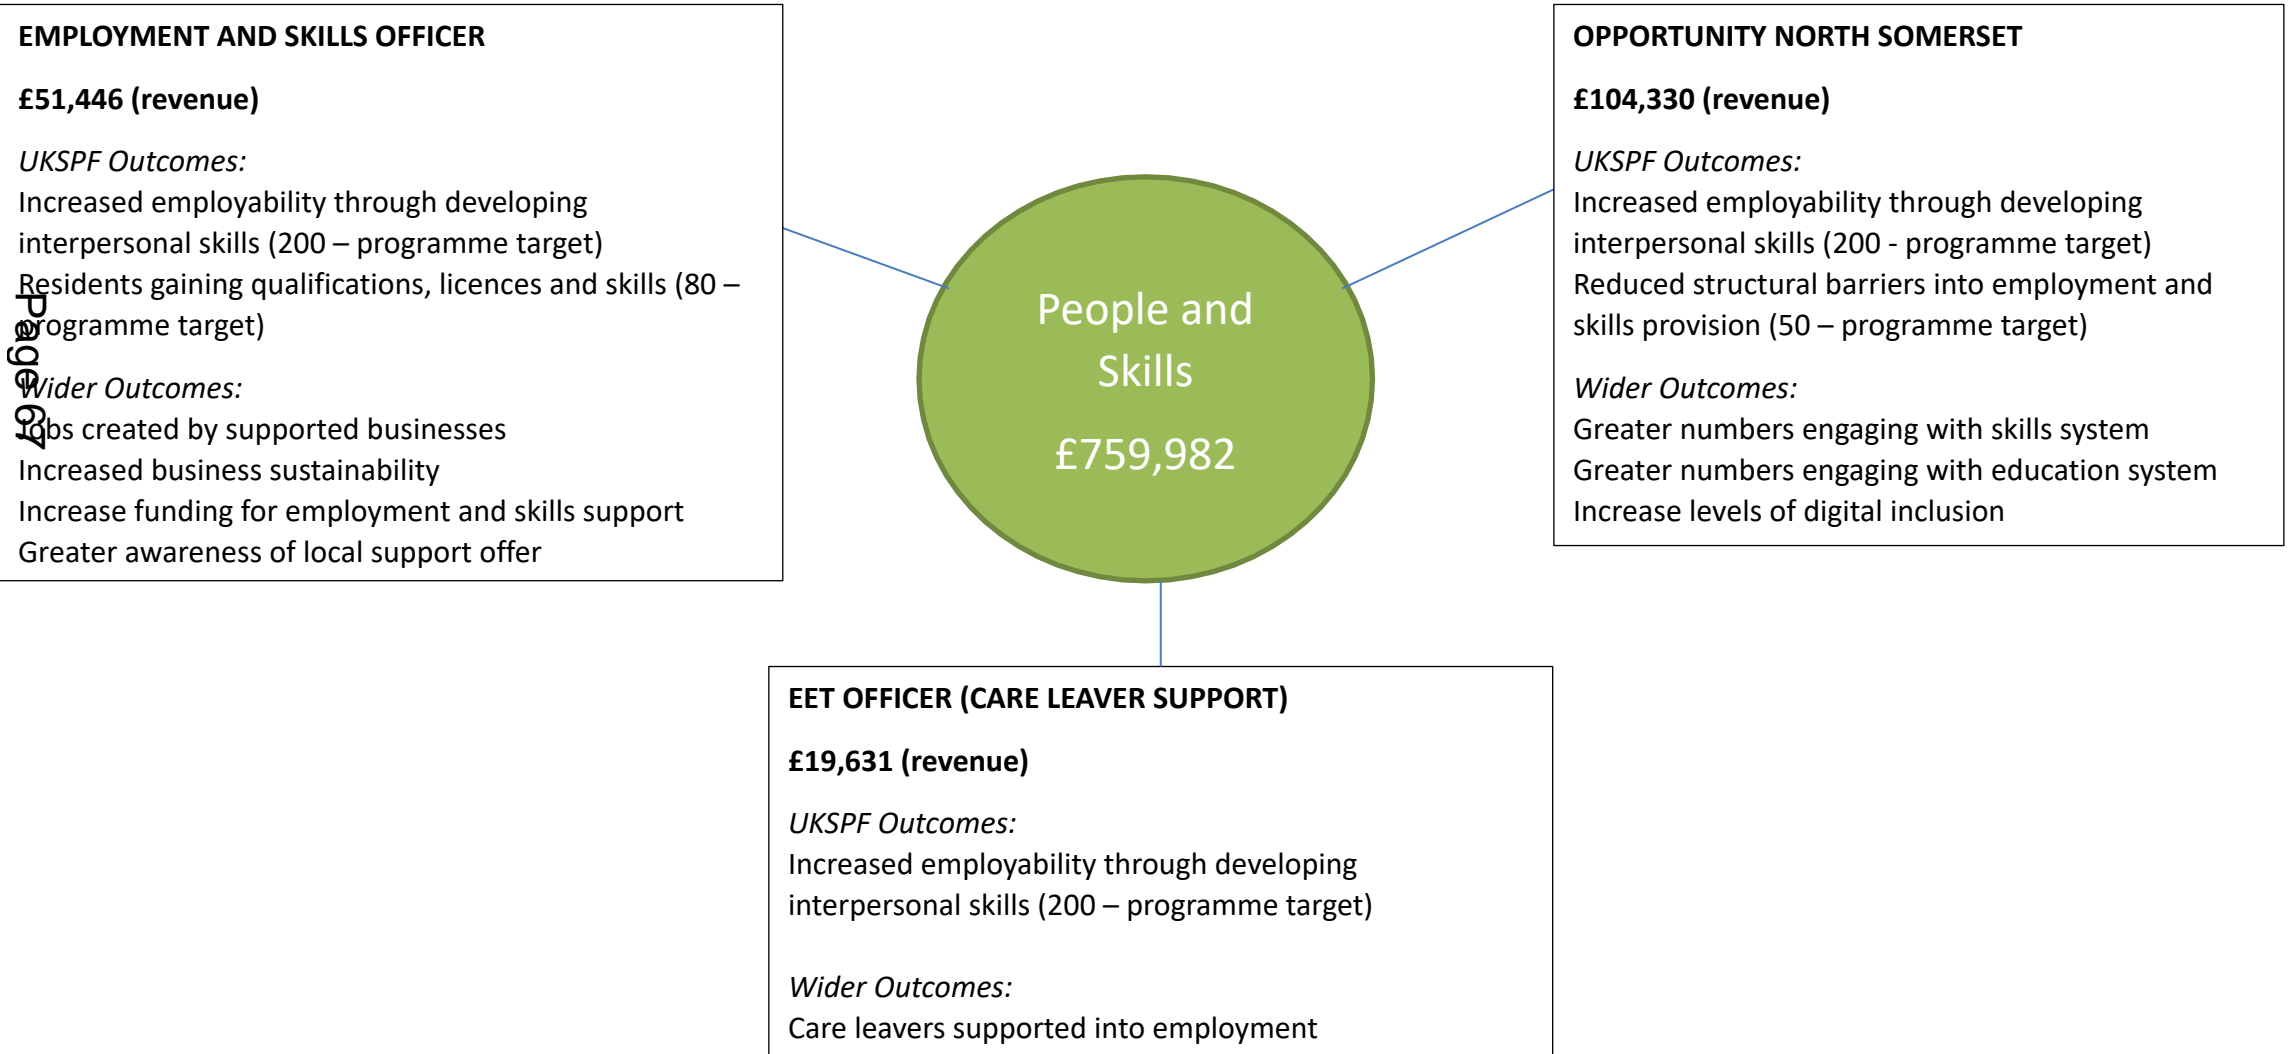 EMPLOYMENT AND SKILLS OFFICER
£51,446 (revenue)
UKSPF Outcomes:
Increased employability through developing
interpersonal skills (200 – programme target)
Residents gaining qualifications, licences and skills (80 –
programme target)
Wider Outcomes:
Jobs created by supported businesses
Increased business sustainability
Increase funding for employment and skills support
Greater awareness of local support offer
Page 67
People and
Skills
£759,982
OPPORTUNITY NORTH SOMERSET
£104,330 (revenue)
UKSPF Outcomes:
Increased employability through developing
interpersonal skills (200 - programme target)
Reduced structural barriers into employment and
skills provision (50 – programme target)
Wider Outcomes:
Greater numbers engaging with skills system
Greater numbers engaging with education system
Increase levels of digital inclusion
EET OFFICER (CARE LEAVER SUPPORT)
£19,631 (revenue)
UKSPF Outcomes:
Increased employability through developing
interpersonal skills (200 – programme target)
Wider Outcomes:
Care leavers supported into employment